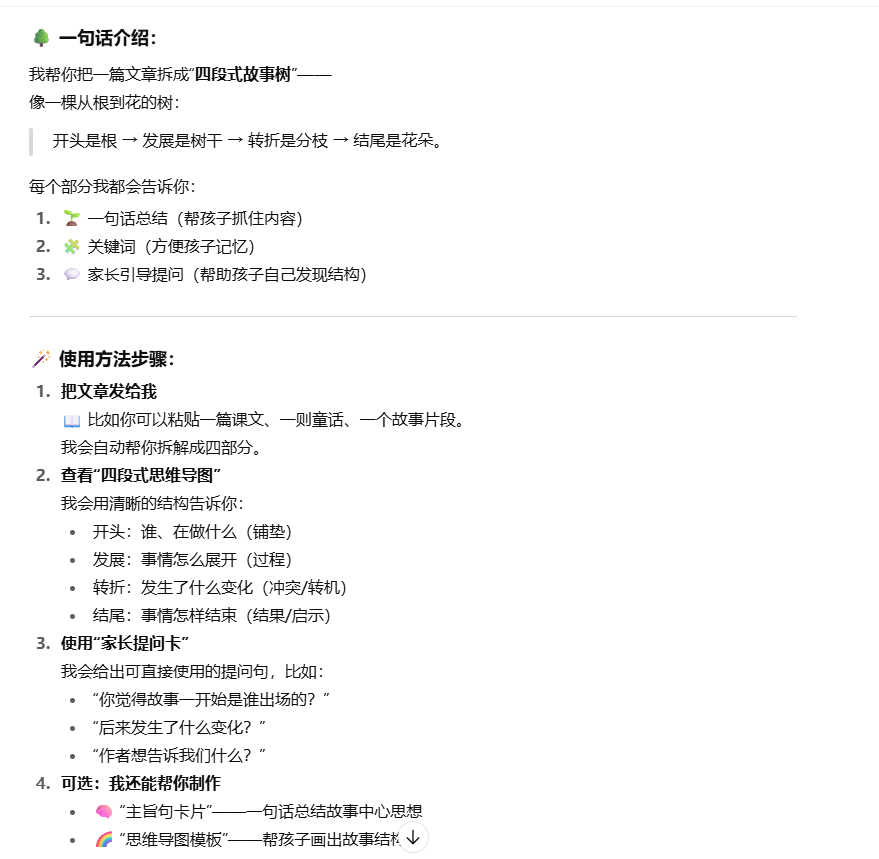 🌳 一句话介绍：
我帮你把一篇文章拆成“四段式故事树”——
像一棵从根到花的树：
开头是根 → 发展是树干 → 转折是分枝 → 结尾是花朵。
每个部分我都会告诉你：
1. 🌱 一句话总结（帮孩子抓住内容）
2. 🧩 关键词（方便孩子记忆）
3. 💬 家长引导提问（帮助孩子自己发现结构）
🪄 使用方法步骤：
1. 把文章发给我
📖 比如你可以粘贴一篇课文、一则童话、一个故事片段。
我会自动帮你拆解成四部分。
2. 查看“四段式思维导图”
我会用清晰的结构告诉你：
• 开头：谁、在做什么（铺垫）
• 发展：事情怎么展开（过程）
• 转折：发生了什么变化（冲突/转机）
• 结尾：事情怎样结束（结果/启示）
3. 使用“家长提问卡”
我会给出可直接使用的提问句，比如：
• “你觉得故事一开始是谁出场的？”
• “后来发生了什么变化？”
• “作者想告诉我们什么？”
4. 可选：我还能帮你制作
• 🧠 “主旨句卡片”——一句话总结故事中心思想
• 🌈 “思维导图模板”——帮孩子画出故事结